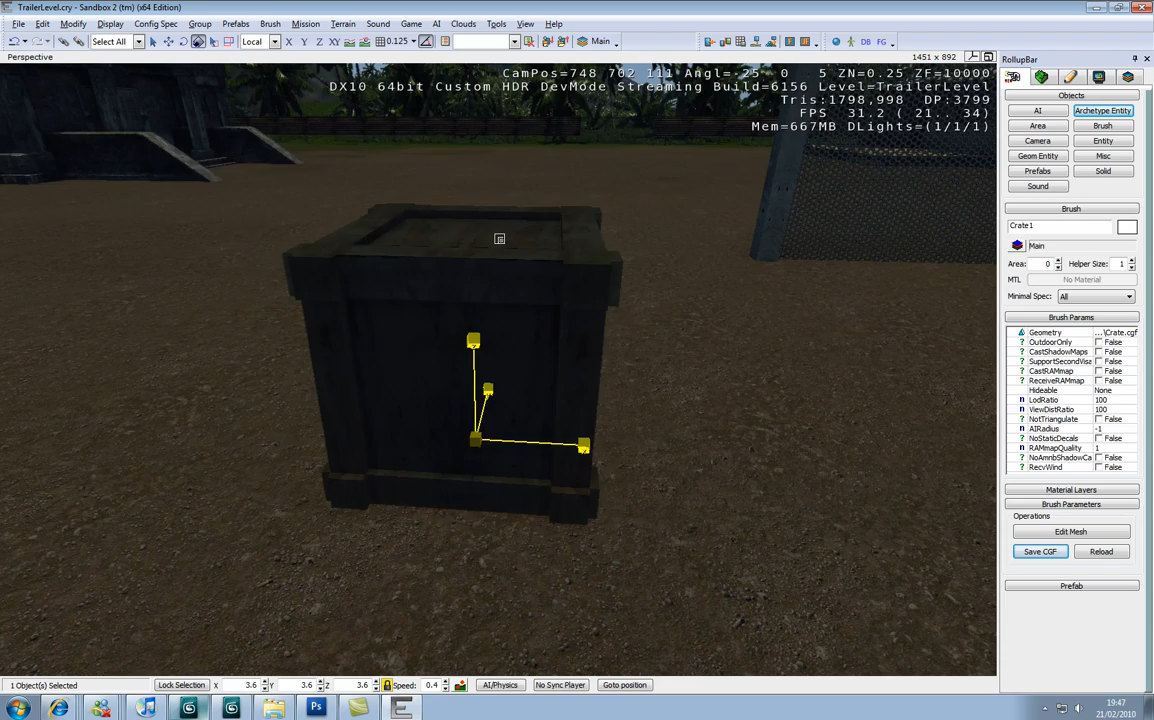 TrailerLevel.cry - Sandbox 2 (tm) (x64 Edition)
File Edit Modify Display Config Spec Group Prefabs Brush Mission Terrain Sound Game AI Clouds Tools View Help
Select All Local X Y Z XY 0.125 Main DB FG
Perspective 1451 x 892
CamPos=748 702 111 Angl=-25 0 5 ZN=0.25 ZF=10000
DX10 64bit Custom HDR DevMode Streaming Build=6156 Level=TrailerLevel
Tris:1798,998 DP:3799
FPS 31.2 ( 21.. 34)
Mem=667MB DLights=(1/1/1)
RollupBar
Objects
AI Archetype Entity
Area Brush
Camera Entity
Geom Entity Misc
Prefabs Solid
Sound
Brush
Crate1
Main
Area: 0 Helper Size: 1
MTL No Material
Minimal Spec: All
Brush Params
Geometry ...\Crate.cgf
OutdoorOnly False
CastShadowMaps False
SupportSecondVisa False
CastRAMmap False
ReceiveRAMmap False
Hideable None
LodRatio 100
ViewDistRatio 100
NotTriangulate False
AIRadius -1
NoStaticDecals False
RAMmapQuality 1
NoAmnbShadowCa False
RecvWind False
Material Layers
Brush Parameters
Operations
Edit Mesh
Save CGF Reload
Prefab
1 Object(s) Selected Lock Selection X 3.6 Y 3.6 Z 3.6 Speed: 0.4 AI/Physics No Sync Player Goto position
19:47
21/02/2010